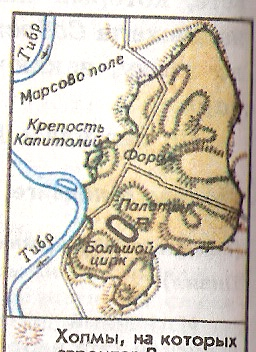 Тибр
Марсово поле
Крепость
Капитолий
Форум
Палатин
Тибр
Большой
цирк
Холмы, на которых